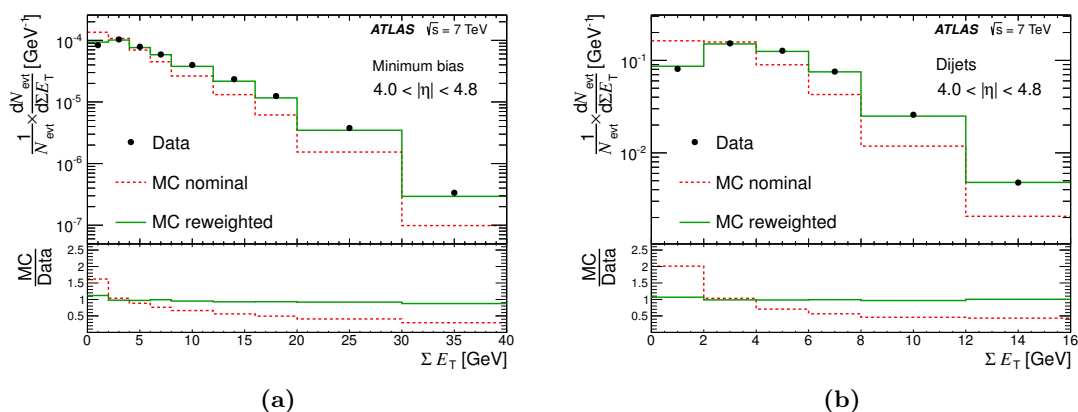 ATLAS √s = 7 TeV
Minimum bias
4.0 < |η| < 4.8
Data
MC nominal
MC reweighted
1/N_evt × dN_evt/dΣE_T [GeV⁻¹]
10⁻⁴
10⁻⁵
10⁻⁶
10⁻⁷
MC/Data
2.5
2
1.5
1
0.5
0 5 10 15 20 25 30 35 40
Σ E_T [GeV]
(a)
ATLAS √s = 7 TeV
Dijets
4.0 < |η| < 4.8
Data
MC nominal
MC reweighted
1/N_evt × dN_evt/dΣE_T [GeV⁻¹]
10⁻¹
10⁻²
MC/Data
2.5
2
1.5
1
0.5
0 2 4 6 8 10 12 14 16
Σ E_T [GeV]
(b)